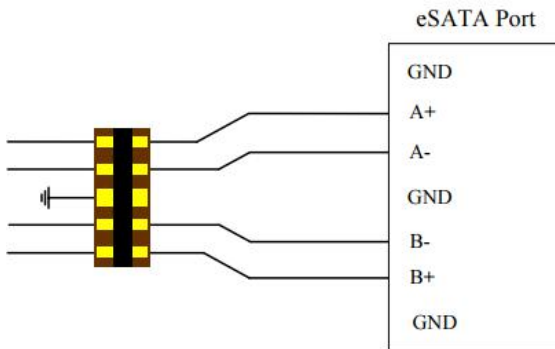 eSATA Port
GND
A+
A-
GND
B-
B+
GND